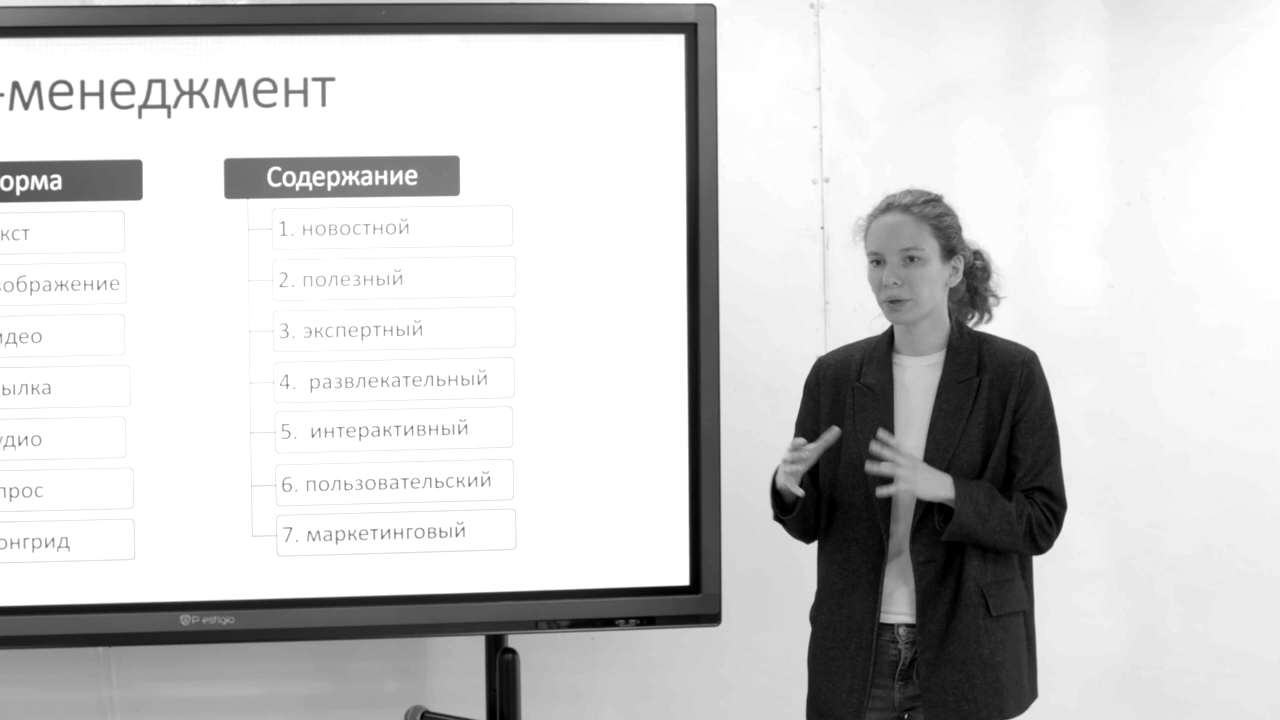 -менеджмент
орма
кст
ображение
идео
ылка
удио
прос
онгрид
Содержание
1. новостной
2. полезный
3. экспертный
4. развлекательный
5. интерактивный
6. пользовательский
7. маркетинговый
Prestigio